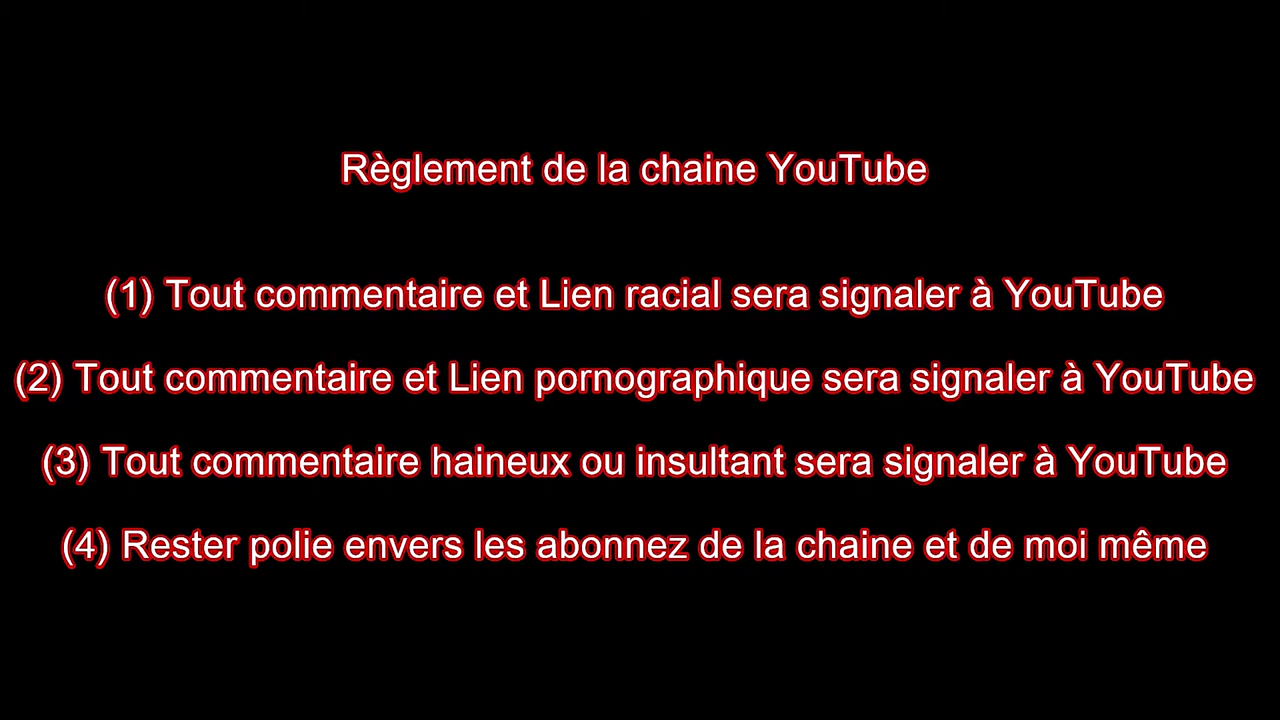 Règlement de la chaine YouTube
(1) Tout commentaire et Lien racial sera signaler à YouTube
(2) Tout commentaire et Lien pornographique sera signaler à YouTube
(3) Tout commentaire haineux ou insultant sera signaler à YouTube
(4) Rester polie envers les abonnez de la chaine et de moi même